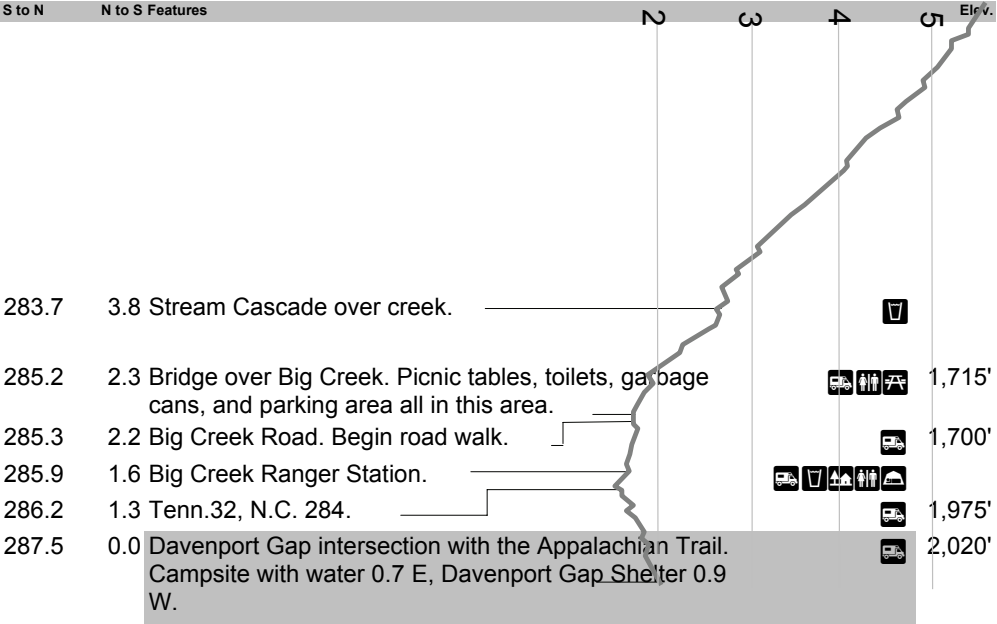 S to N N to S Features 2 3 4 5 Elev.
283.7 3.8 Stream Cascade over creek.
285.2 2.3 Bridge over Big Creek. Picnic tables, toilets, garbage 1,715'
cans, and parking area all in this area.
285.3 2.2 Big Creek Road. Begin road walk. 1,700'
285.9 1.6 Big Creek Ranger Station.
286.2 1.3 Tenn.32, N.C. 284. 1,975'
287.5 0.0 Davenport Gap intersection with the Appalachian Trail. 2,020'
Campsite with water 0.7 E, Davenport Gap Shelter 0.9
W.